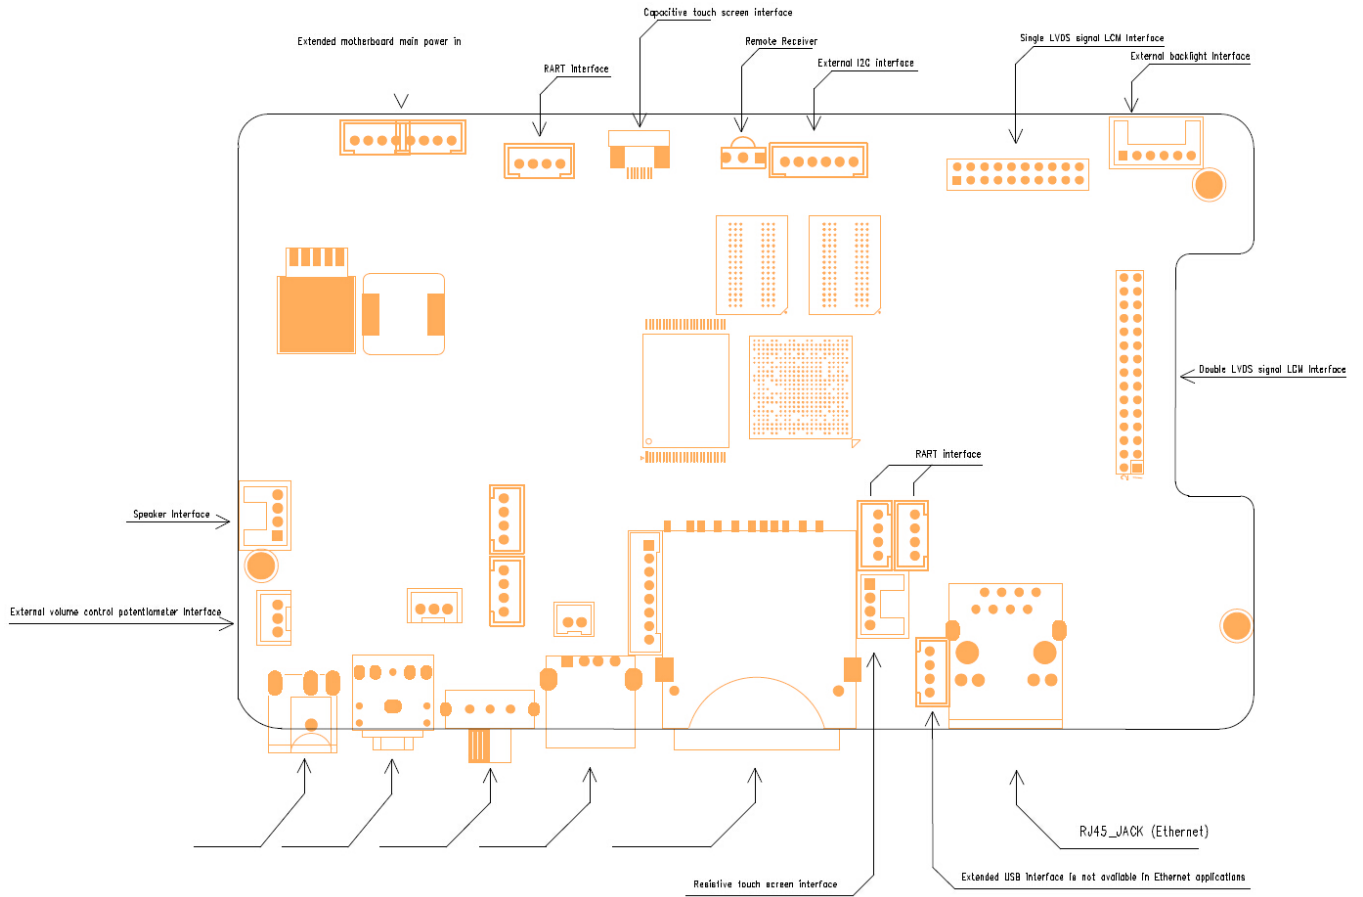 Capacitive touch screen interface
Extended motherboard main power in
Remote Receiver
Single LVDS signal LCM Interface
RART Interface
External I2C interface
External backlight Interface
Double LVDS signal LCM Interface
RART interface
Speaker Interface
External volume control potentiometer Interface
RJ45_JACK (Ethernet)
Resistive touch screen interface
Extended USB Interface is not available in Ethernet applications